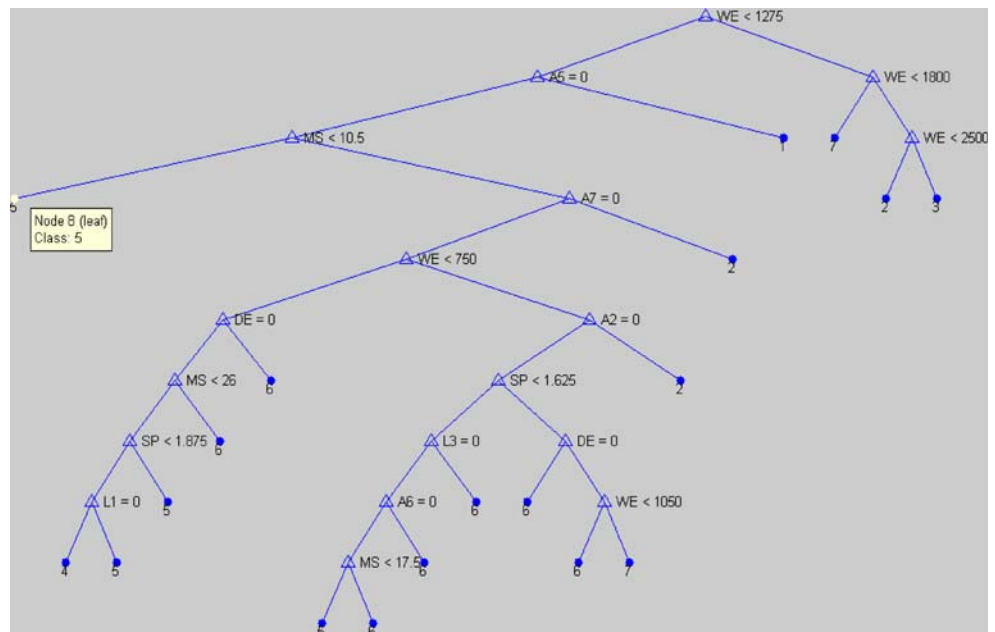 WE < 1275
A5 = 0
WE < 1800
MS < 10.5
1
7
WE < 2500
5
A7 = 0
2
3
Node 8 (leaf)
Class: 5
WE < 750
2
DE = 0
A2 = 0
MS < 26
6
SP < 1.625
2
SP < 1.875
6
L3 = 0
DE = 0
L1 = 0
5
A6 = 0
6
6
WE < 1050
4
5
MS < 17.5
6
6
7